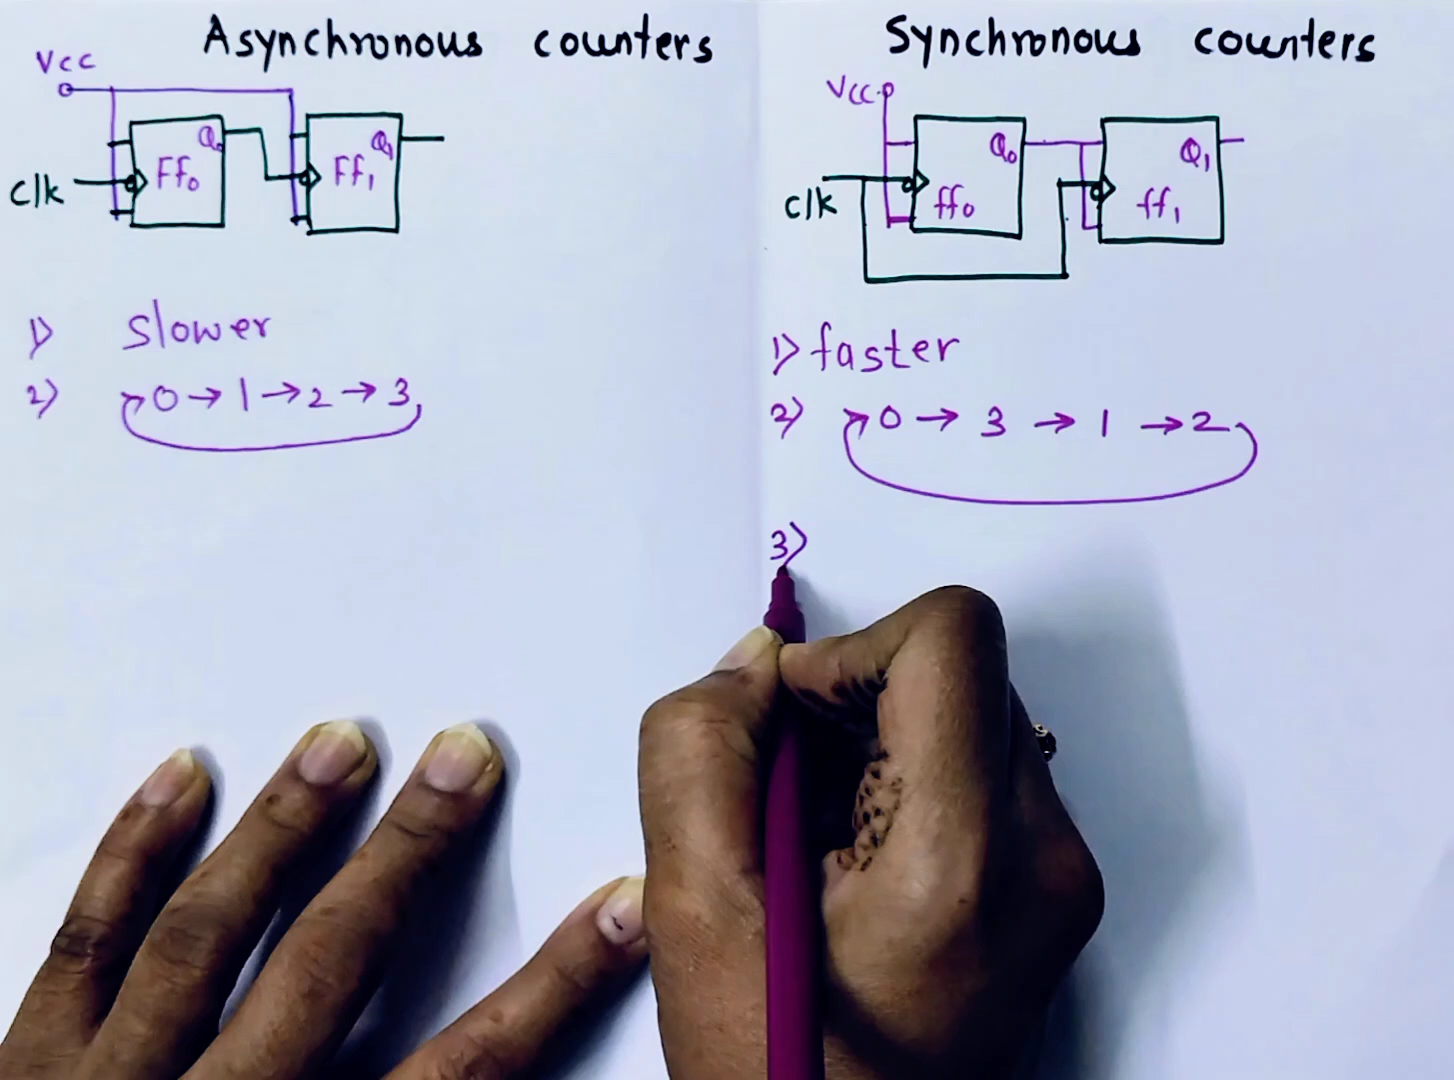 Asynchronous counters
Vcc
Q₀
Ff₀
Q₁
Ff₁
clk
1) Slower
2) 0 → 1 → 2 → 3
Synchronous counters
Vcc
Q₀
ff₀
Q₁
ff₁
clk
1) faster
2) 0 → 3 → 1 → 2
3)